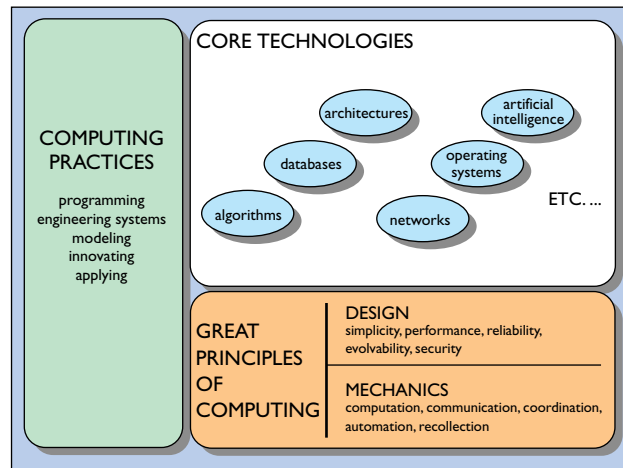 COMPUTING
PRACTICES
programming
engineering systems
modeling
innovating
applying
CORE TECHNOLOGIES
architectures
artificial
intelligence
databases
operating
systems
algorithms
networks
ETC. ...
GREAT
PRINCIPLES
OF
COMPUTING
DESIGN
simplicity, performance, reliability,
evolvability, security
MECHANICS
computation, communication, coordination,
automation, recollection